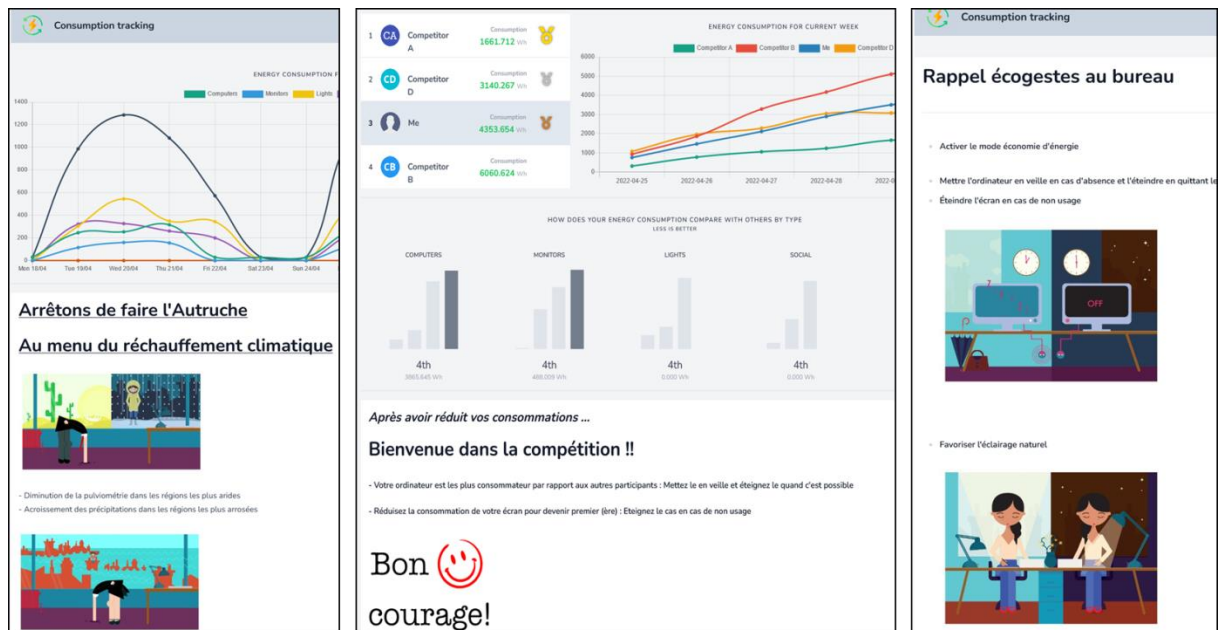 Consumption tracking
ENERGY CONSUMPTION F
Computers Monitors Lights
1400
1200
1000
800
600
400
200
0
Mon 18/04 Tue 19/04 Wed 20/04 Thu 21/04 Fri 22/04 Sat 23/04 Sun 24/04
Arrêtons de faire l'Autruche
Au menu du réchauffement climatique
- Diminution de la pulviométrie dans les régions les plus arides
- Acroissement des précipitations dans les régions les plus arrosées
1 CA Competitor A Consumption 1661.712 Wh
2 CD Competitor D Consumption 3140.267 Wh
3 Me Consumption 4353.654 Wh
4 CB Competitor B Consumption 6060.624 Wh
ENERGY CONSUMPTION FOR CURRENT WEEK
Competitor A Competitor B Me Competitor D
6000
5000
4000
3000
2000
1000
0
2022-04-25 2022-04-26 2022-04-27 2022-04-28 2022-0
HOW DOES YOUR ENERGY CONSUMPTION COMPARE WITH OTHERS BY TYPE
LESS IS BETTER
COMPUTERS MONITORS LIGHTS SOCIAL
4th 4th 4th 4th
3865.645 Wh 488.009 Wh 0.000 Wh 0.000 Wh
Après avoir réduit vos consommations ...
Bienvenue dans la compétition !!
- Votre ordinateur est les plus consommateur par rapport aux autres participants : Mettez le en veille et éteignez le quand c'est possible
- Réduisez la consommation de votre écran pour devenir premier (ère) : Eteignez le cas en cas de non usage
Bon
courage!
Consumption tracking
Rappel écogestes au bureau
Activer le mode économie d'énergie
Mettre l'ordinateur en veille en cas d'absence et l'éteindre en quittant le
Éteindre l'écran en cas de non usage
OFF
Favoriser l'éclairage naturel